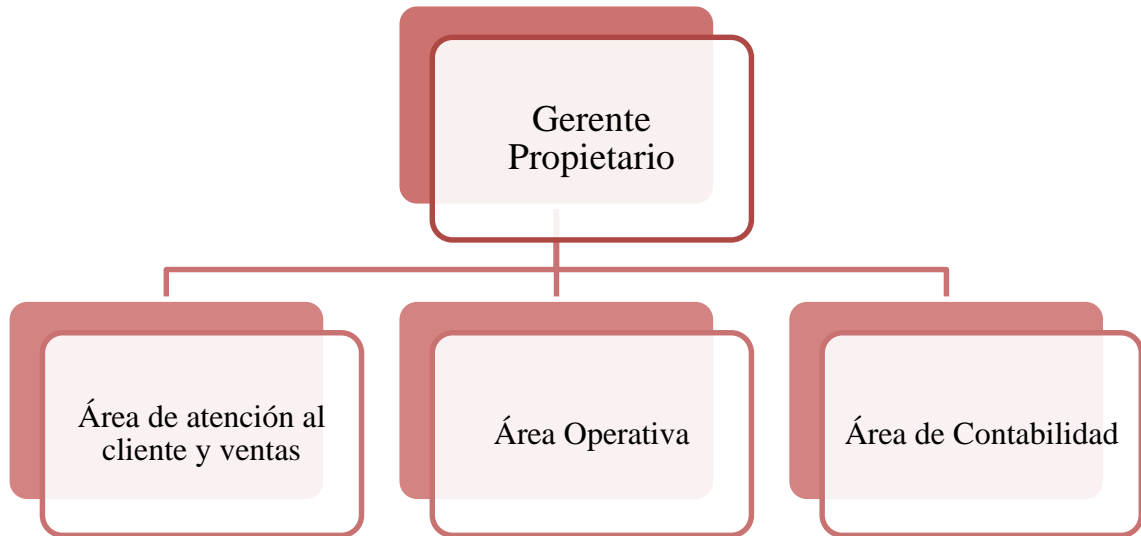 Gerente
Propietario
Área de atención al
cliente y ventas
Área Operativa
Área de Contabilidad